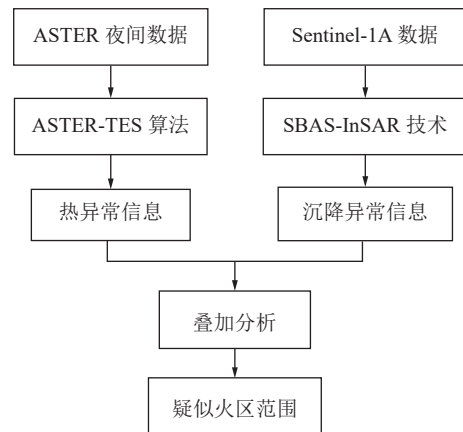 ASTER 夜间数据
Sentinel-1A 数据
ASTER-TES 算法
SBAS-InSAR 技术
热异常信息
沉降异常信息
叠加分析
疑似火区范围